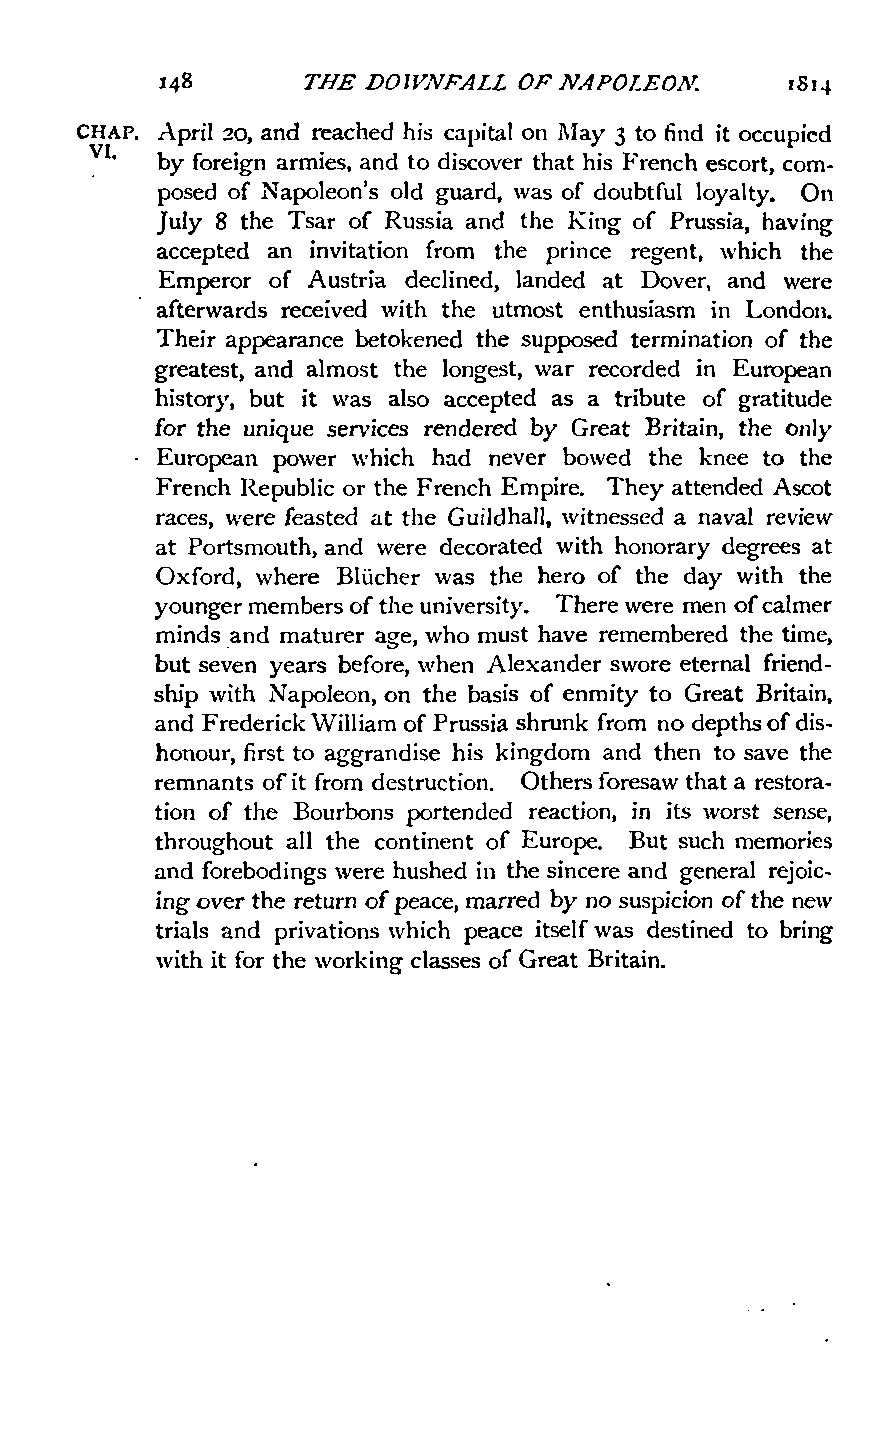 148 THE DOWNFALL OF NAPOLEON. 1814
CHAP. VI.
April 20, and reached his capital on May 3 to find it occupied
by foreign armies, and to discover that his French escort, com-
posed of Napoleon's old guard, was of doubtful loyalty. On
July 8 the Tsar of Russia and the King of Prussia, having
accepted an invitation from the prince regent, which the
Emperor of Austria declined, landed at Dover, and were
afterwards received with the utmost enthusiasm in London.
Their appearance betokened the supposed termination of the
greatest, and almost the longest, war recorded in European
history, but it was also accepted as a tribute of gratitude
for the unique services rendered by Great Britain, the only
European power which had never bowed the knee to the
French Republic or the French Empire. They attended Ascot
races, were feasted at the Guildhall, witnessed a naval review
at Portsmouth, and were decorated with honorary degrees at
Oxford, where Blücher was the hero of the day with the
younger members of the university. There were men of calmer
minds and maturer age, who must have remembered the time,
but seven years before, when Alexander swore eternal friend-
ship with Napoleon, on the basis of enmity to Great Britain,
and Frederick William of Prussia shrunk from no depths of dis-
honour, first to aggrandise his kingdom and then to save the
remnants of it from destruction. Others foresaw that a restora-
tion of the Bourbons portended reaction, in its worst sense,
throughout all the continent of Europe. But such memories
and forebodings were hushed in the sincere and general rejoic-
ing over the return of peace, marred by no suspicion of the new
trials and privations which peace itself was destined to bring
with it for the working classes of Great Britain.